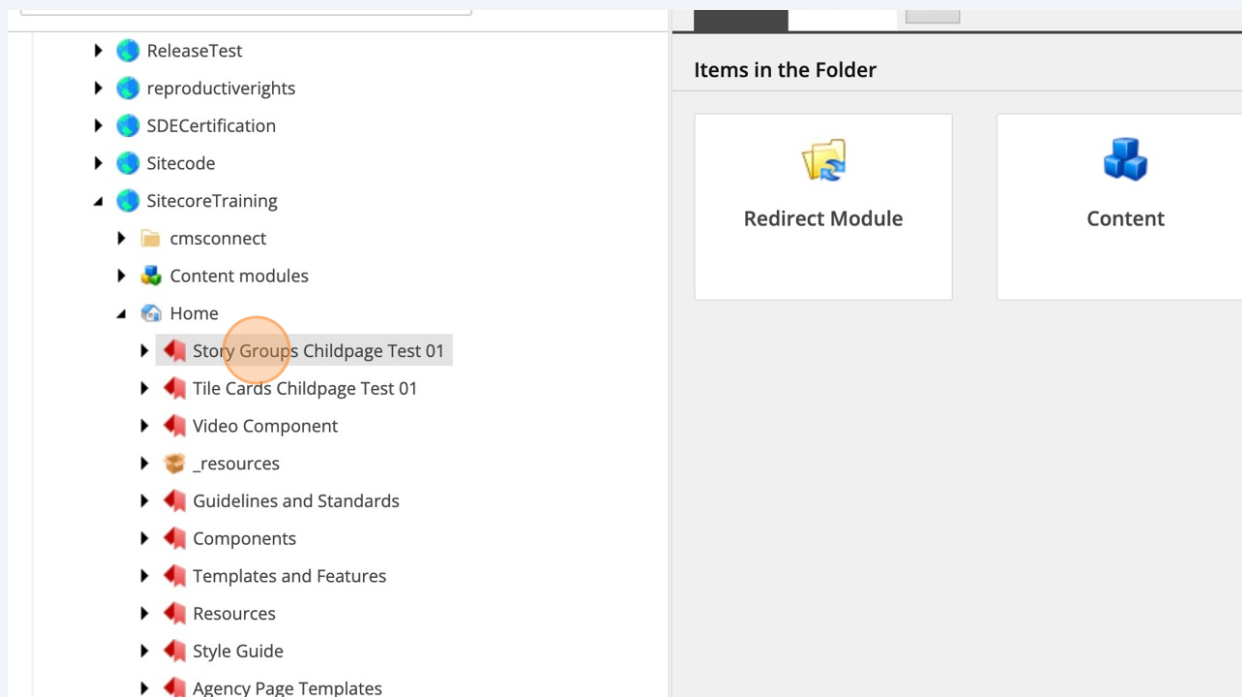 ReleaseTest
reproductiverights
SDECertification
Sitecode
SitecoreTraining
cmsconnect
Content modules
Home
Story Groups Childpage Test 01
Tile Cards Childpage Test 01
Video Component
_resources
Guidelines and Standards
Components
Templates and Features
Resources
Style Guide
Agency Page Templates
Items in the Folder
Redirect Module
Content